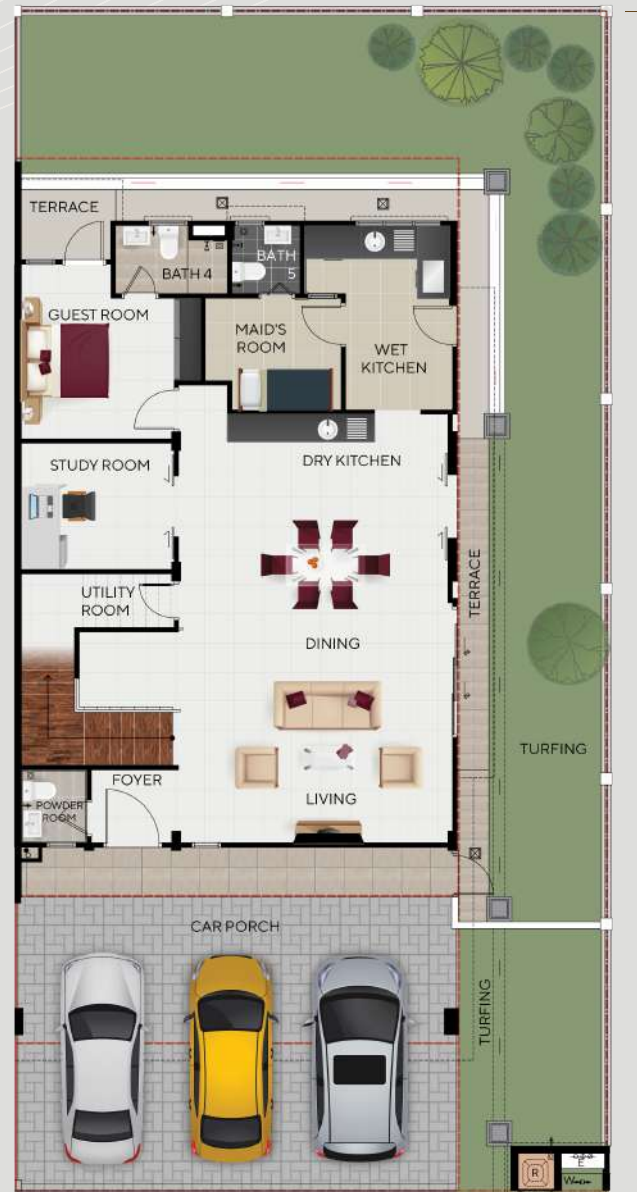 TERRACE
BATH 4
BATH
5
GUEST ROOM
MAID'S
ROOM
WET
KITCHEN
STUDY ROOM
DRY KITCHEN
UTILITY
ROOM
TERRACE
DINING
TURFING
FOYER
LIVING
POWDER
ROOM
CAR PORCH
TURFING
R
E